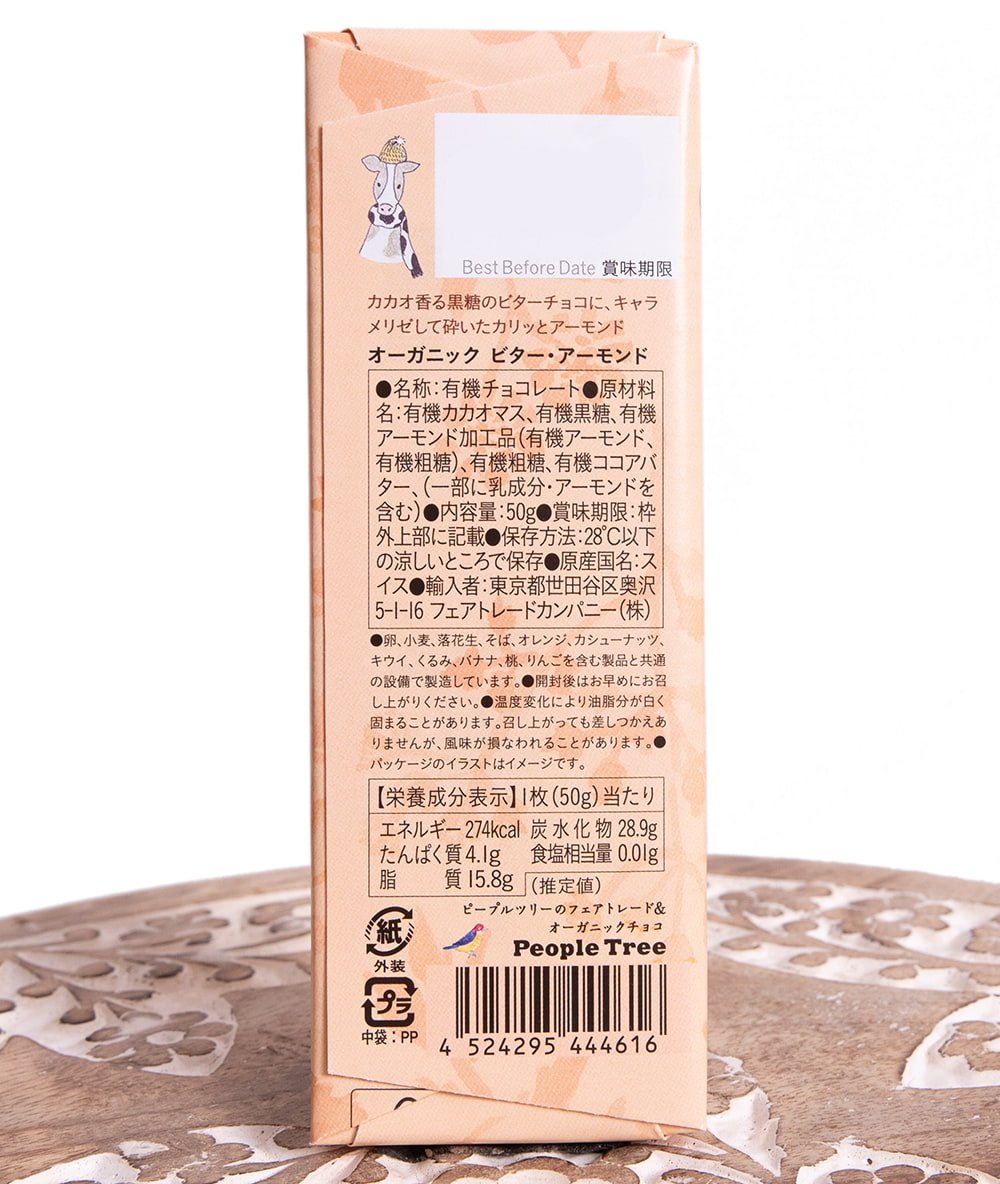 Best Before Date 賞味期限
カカオ香る黒糖のビターチョコに、キャラ
メリゼして砕いたカリッとアーモンド
オーガニック ビター・アーモンド
●名称:有機チョコレート●原材料
名:有機カカオマス、有機黒糖、有機
アーモンド加工品(有機アーモンド、
有機粗糖)、有機粗糖、有機ココアバ
ター、(一部に乳成分・アーモンドを
含む)●内容量:50g●賞味期限:枠
外上部に記載●保存方法:28℃以下
の涼しいところで保存●原産国名:ス
イス●輸入者:東京都世田谷区奥沢
5-1-16 フェアトレードカンパニー(株)
●卵、小麦、落花生、そば、オレンジ、カシューナッツ、
キウイ、くるみ、バナナ、桃、りんごを含む製品と共通
の設備で製造しています。●開封後はお早めにお召
し上がりください。●温度変化により油脂分が白く
固まることがあります。召し上がっても差しつかえあ
りませんが、風味が損なわれることがあります。●
パッケージのイラストはイメージです。
【栄養成分表示】1枚(50g)当たり
エネルギー 274kcal 炭水化物 28.9g
たんぱく質 4.1g 食塩相当量 0.01g
脂質 15.8g (推定値)
ピープルツリーのフェアトレード&
オーガニックチョコ
People Tree
紙
外装
プラ
中袋:PP
4 524295 444616